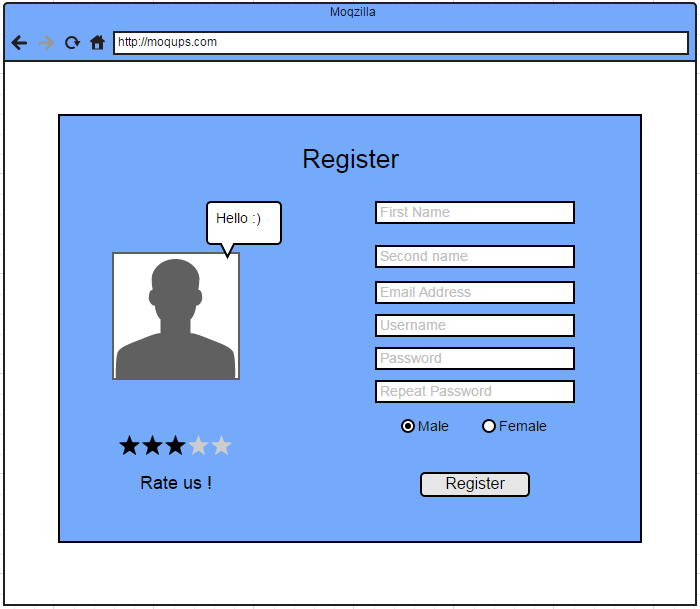 Moqzilla
http://moqups.com
Register
Hello :)
First Name
Second name
Email Address
Username
Password
Repeat Password
Male
Female
Rate us !
Register